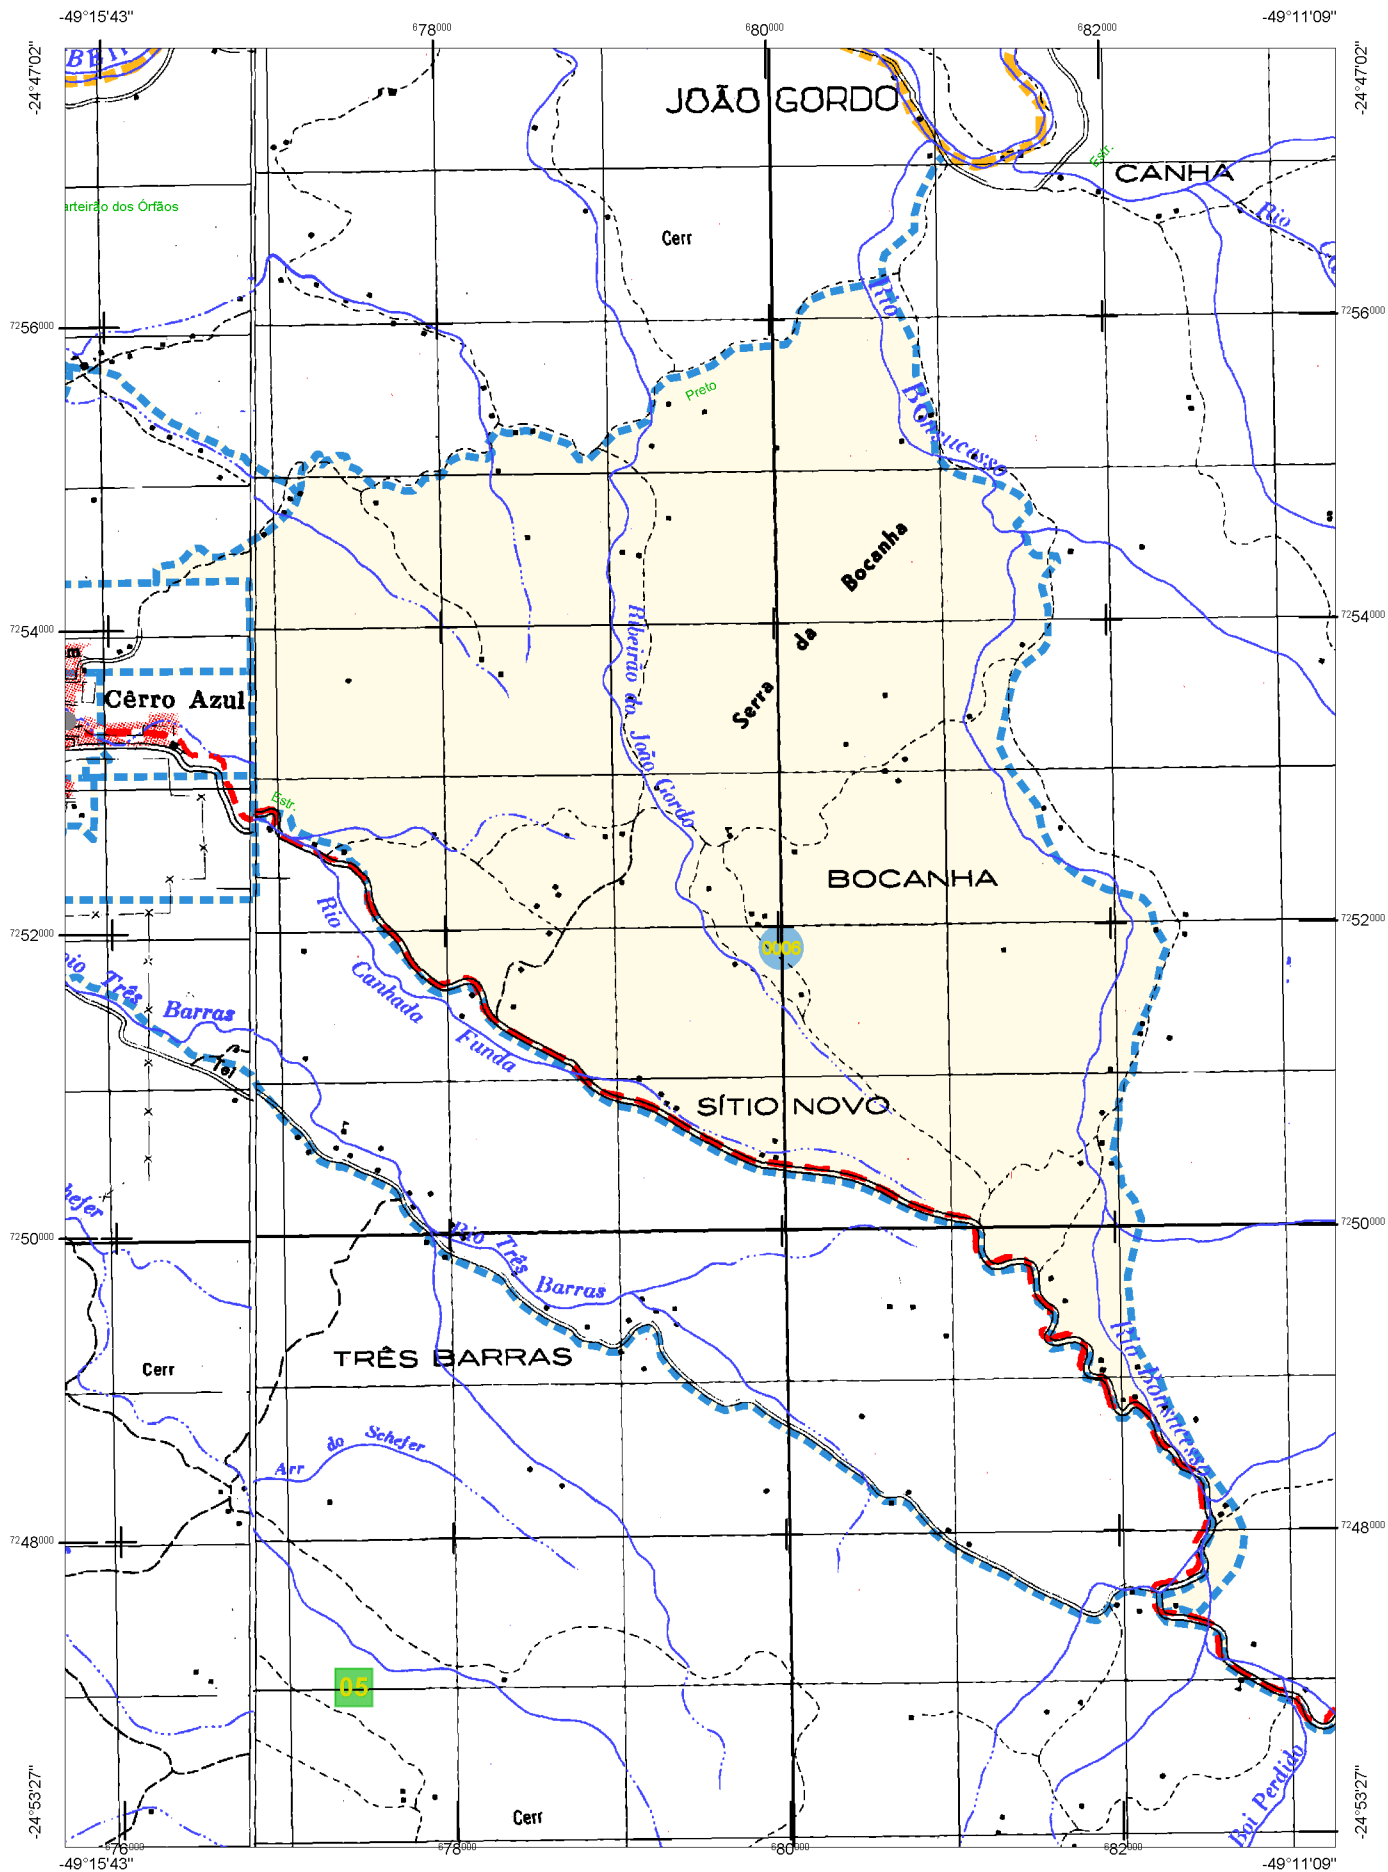 -49°15'43"
678000
680000
682000
-49°11'09"
-24°47'02"
-24°47'02"
JOÃO GORDO
Estr.
CANHA
arteirão dos Órfãos
Rio
Cerr
Rio
7256000
7256000
Preto
Bonsucesso
Bocanha
da
Serra
7254000
7254000
m
Cêrro Azul
Ribeirão do João Gordo
Estr.
BOCANHA
Rio
7252000
7252000
0006
Três
Barras
Canhada
Funda
Tel
SÍTIO NOVO
hefer
7250000
7250000
Rio Três
Barras
Rio Bonsucesso
TRÊS BARRAS
Cerr
Arr
do
Schefer
7248000
7248000
05
Boi Perdido
Cerr
-24°53'27"
-24°53'27"
678000
680000
682000
-49°15'43"
-49°11'09"